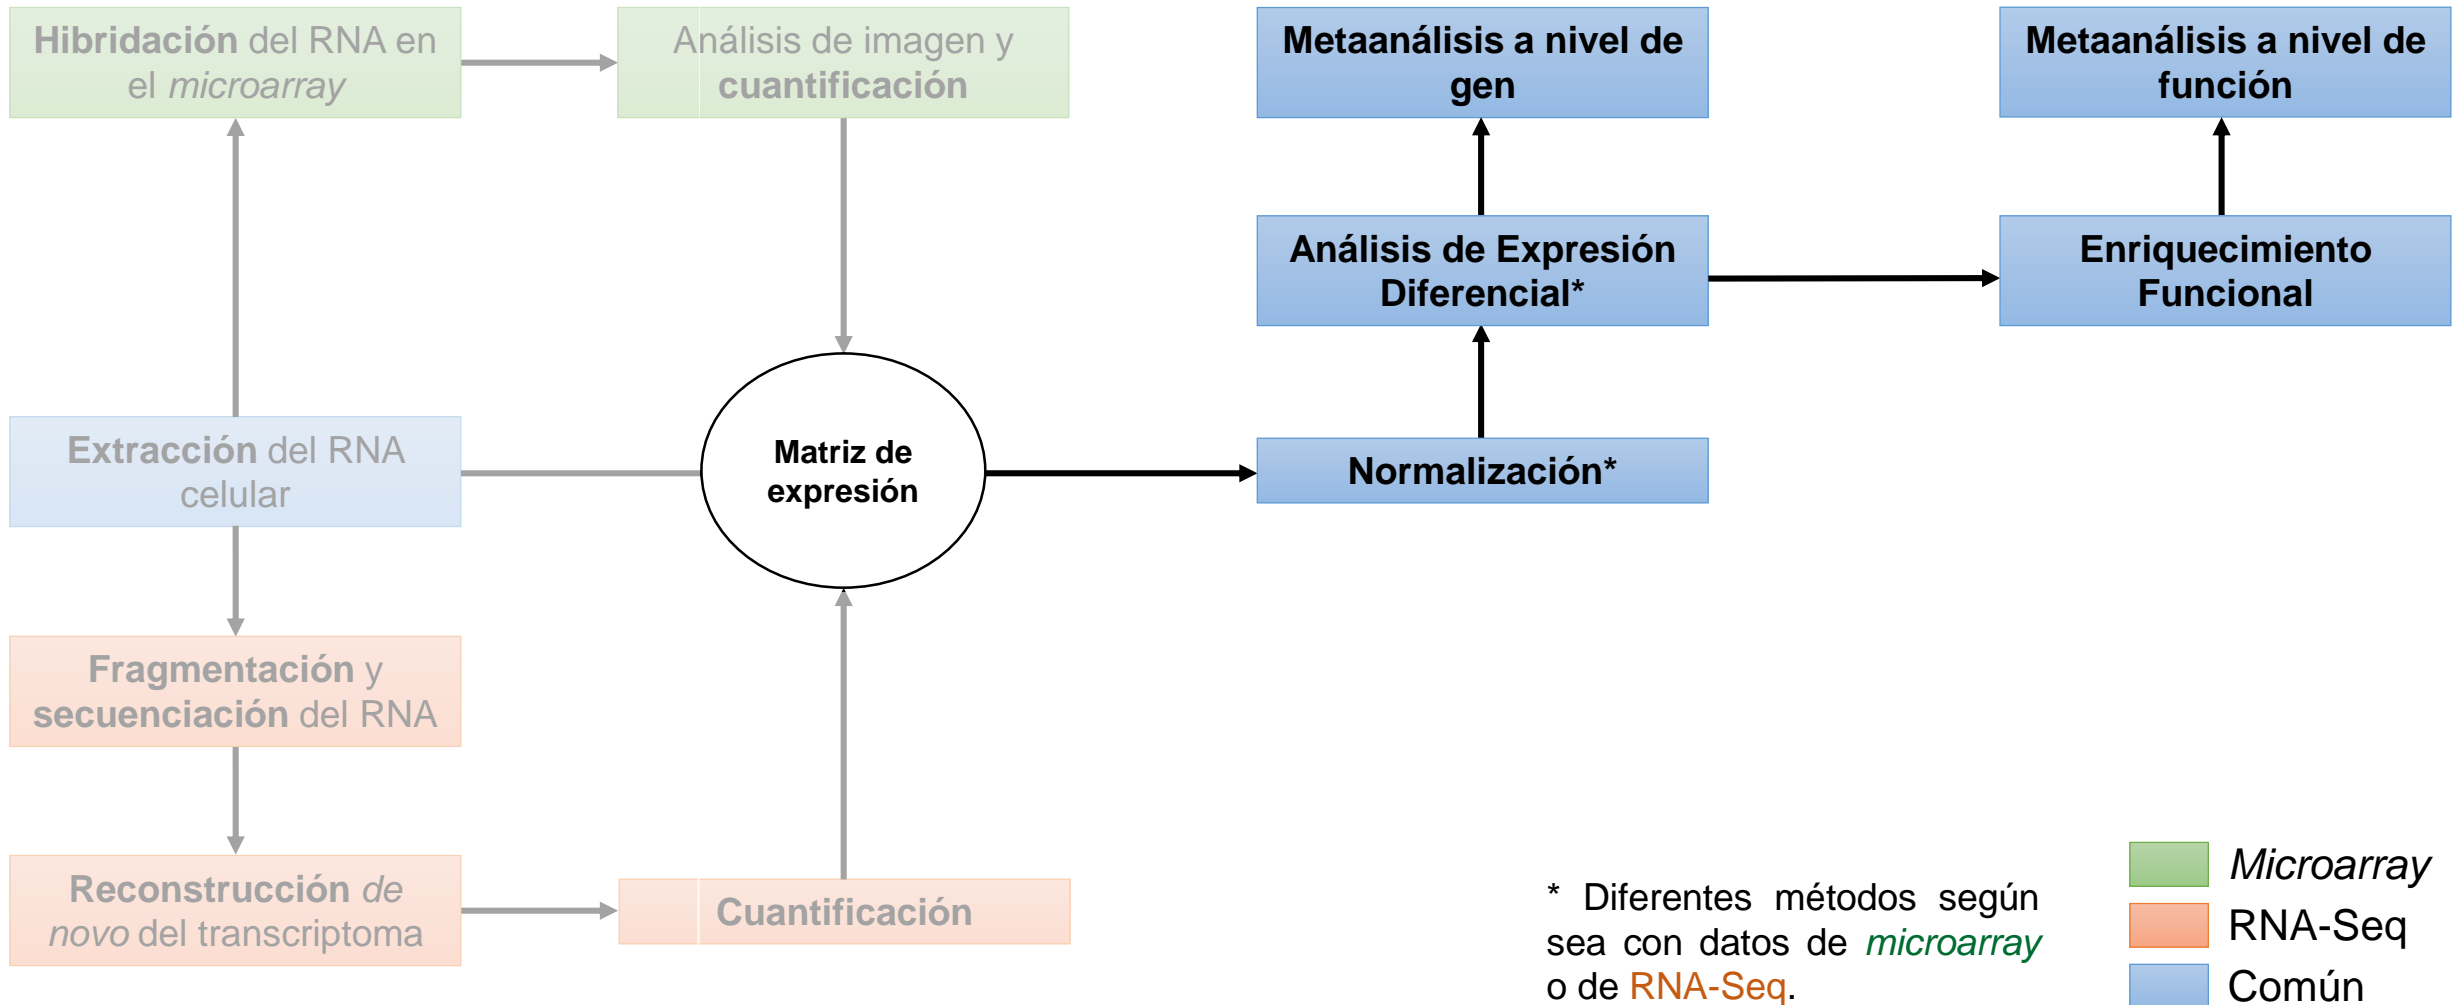 Hibridación del RNA en
el microarray
Análisis de imagen y
cuantificación
Metaanálisis a nivel de
gen
Metaanálisis a nivel de
función
Análisis de Expresión
Diferencial*
Enriquecimiento
Funcional
Extracción del RNA
celular
Matriz de
expresión
Normalización*
Fragmentación y
secuenciación del RNA
Reconstrucción de
novo del transcriptoma
Cuantificación
* Diferentes métodos según
sea con datos de microarray
o de RNA-Seq.
Microarray
RNA-Seq
Común